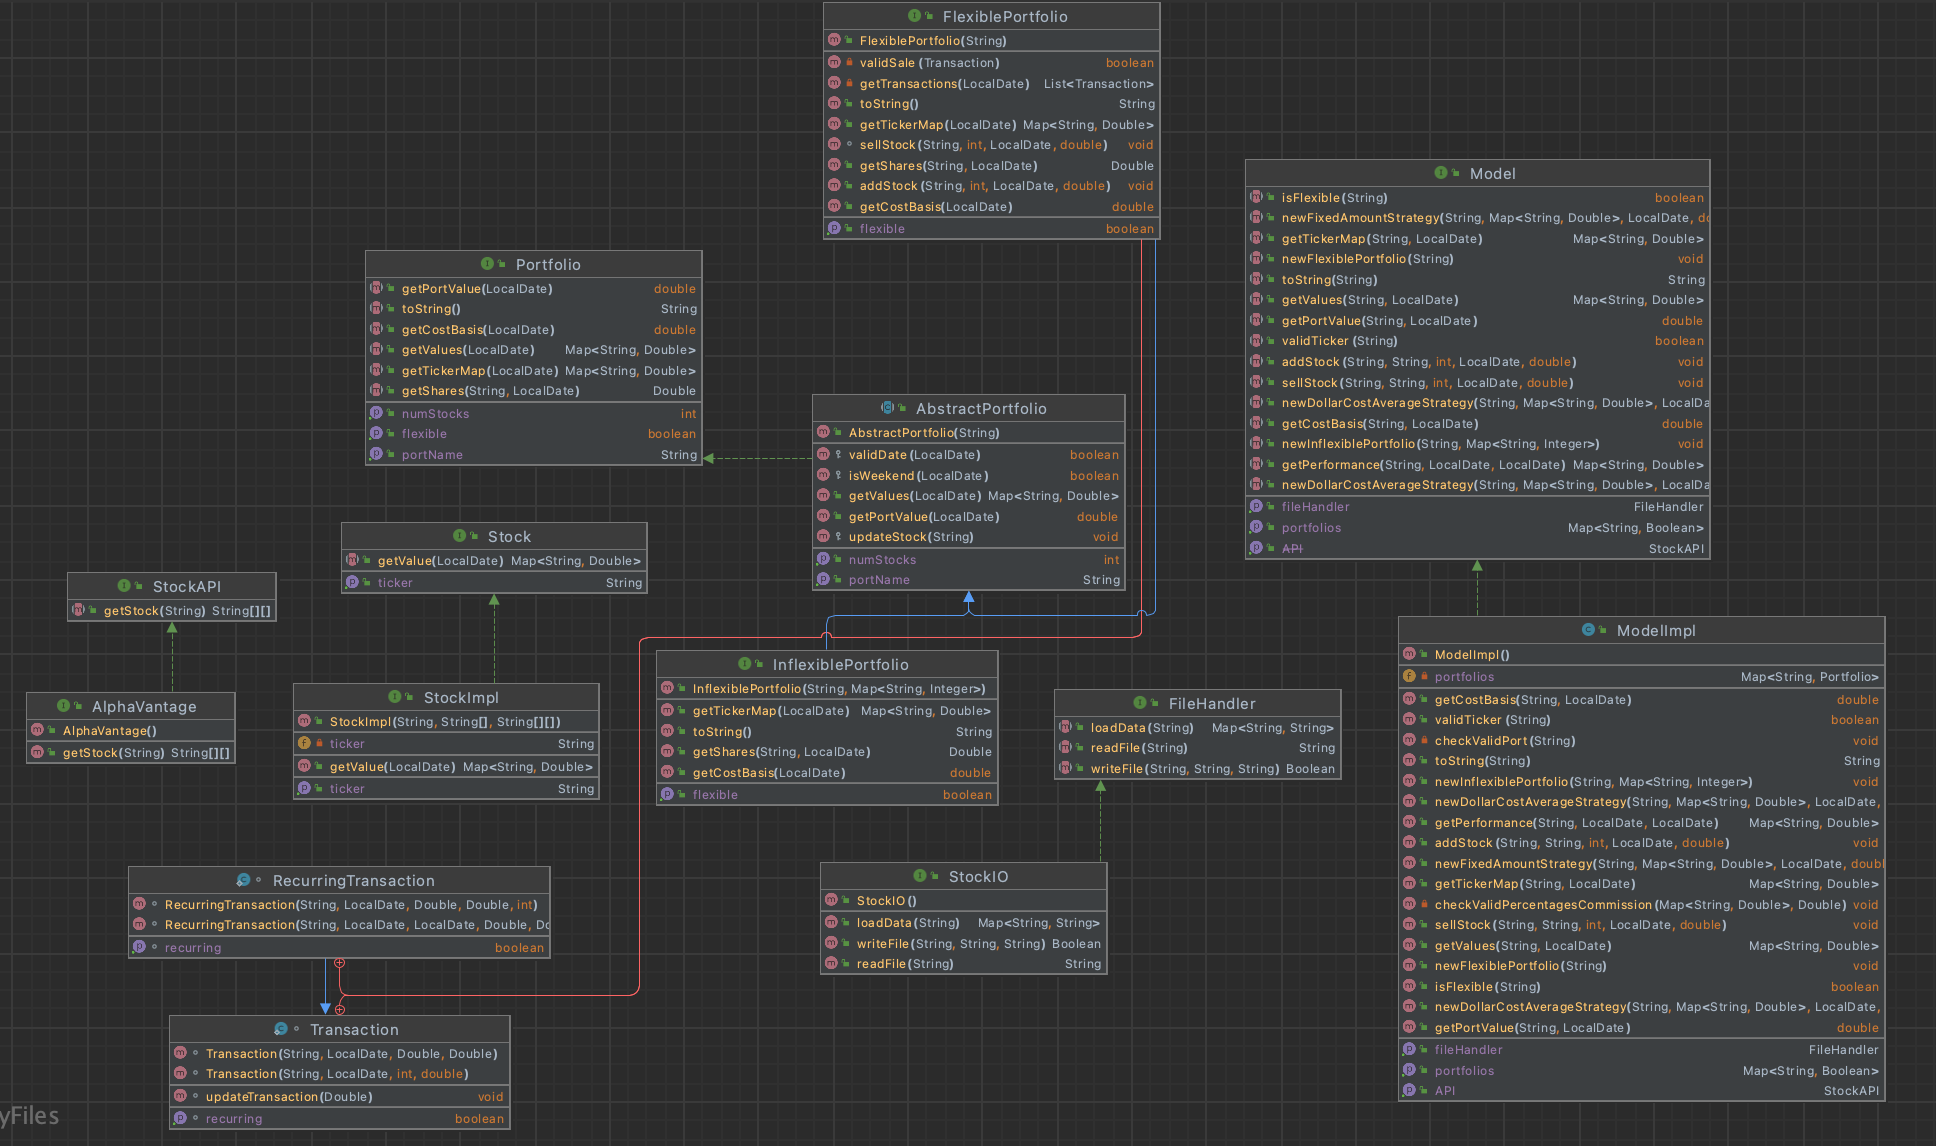 FlexiblePortfolio
FlexiblePortfolio(String)
validSale(Transaction) boolean
getTransactions(LocalDate) List<Transaction>
toString() String
getTickerMap(LocalDate) Map<String, Double>
sellStock(String, int, LocalDate, double) void
getShares(String, LocalDate) Double
addStock(String, int, LocalDate, double) void
getCostBasis(LocalDate) double
flexible boolean
Model
isFlexible(String) boolean
newFixedAmountStrategy(String, Map<String, Double>, LocalDate, do
getTickerMap(String, LocalDate) Map<String, Double>
newFlexiblePortfolio(String) void
toString(String) String
getValues(String, LocalDate) Map<String, Double>
getPortValue(String, LocalDate) double
validTicker(String) boolean
addStock(String, String, int, LocalDate, double) void
sellStock(String, String, int, LocalDate, double) void
newDollarCostAverageStrategy(String, Map<String, Double>, LocalDa
getCostBasis(String, LocalDate) double
newInflexiblePortfolio(String, Map<String, Integer>) void
getPerformance(String, LocalDate, LocalDate) Map<String, Double>
newDollarCostAverageStrategy(String, Map<String, Double>, LocalDa
fileHandler FileHandler
portfolios Map<String, Boolean>
API StockAPI
Portfolio
getPortValue(LocalDate) double
toString() String
getCostBasis(LocalDate) double
getValues(LocalDate) Map<String, Double>
getTickerMap(LocalDate) Map<String, Double>
getShares(String, LocalDate) Double
numStocks int
flexible boolean
portName String
AbstractPortfolio
AbstractPortfolio(String)
validDate(LocalDate) boolean
isWeekend(LocalDate) boolean
getValues(LocalDate) Map<String, Double>
getPortValue(LocalDate) double
updateStock(String) void
numStocks int
portName String
Stock
getValue(LocalDate) Map<String, Double>
ticker String
StockAPI
getStock(String) String[][]
AlphaVantage
AlphaVantage()
getStock(String) String[][]
StockImpl
StockImpl(String, String[], String[][])
ticker String
getValue(LocalDate) Map<String, Double>
ticker String
InflexiblePortfolio
InflexiblePortfolio(String, Map<String, Integer>)
getTickerMap(LocalDate) Map<String, Double>
toString() String
getShares(String, LocalDate) Double
getCostBasis(LocalDate) double
flexible boolean
FileHandler
loadData(String) Map<String, String>
readFile(String) String
writeFile(String, String, String) Boolean
ModelImpl
ModelImpl()
portfolios Map<String, Portfolio>
getCostBasis(String, LocalDate) double
validTicker(String) boolean
checkValidPort(String) void
toString(String) String
newInflexiblePortfolio(String, Map<String, Integer>) void
newDollarCostAverageStrategy(String, Map<String, Double>, LocalDate,
getPerformance(String, LocalDate, LocalDate) Map<String, Double>
addStock(String, String, int, LocalDate, double) void
newFixedAmountStrategy(String, Map<String, Double>, LocalDate, doubl
getTickerMap(String, LocalDate) Map<String, Double>
checkValidPercentagesCommission(Map<String, Double>, Double) void
sellStock(String, String, int, LocalDate, double) void
getValues(String, LocalDate) Map<String, Double>
newFlexiblePortfolio(String) void
isFlexible(String) boolean
newDollarCostAverageStrategy(String, Map<String, Double>, LocalDate,
getPortValue(String, LocalDate) double
fileHandler FileHandler
portfolios Map<String, Boolean>
API StockAPI
RecurringTransaction
RecurringTransaction(String, LocalDate, Double, Double, int)
RecurringTransaction(String, LocalDate, LocalDate, Double, Do
recurring boolean
StockIO
StockIO()
loadData(String) Map<String, String>
writeFile(String, String, String) Boolean
readFile(String) String
Transaction
Transaction(String, LocalDate, Double, Double)
Transaction(String, LocalDate, int, double)
updateTransaction(Double) void
recurring boolean
yFiles